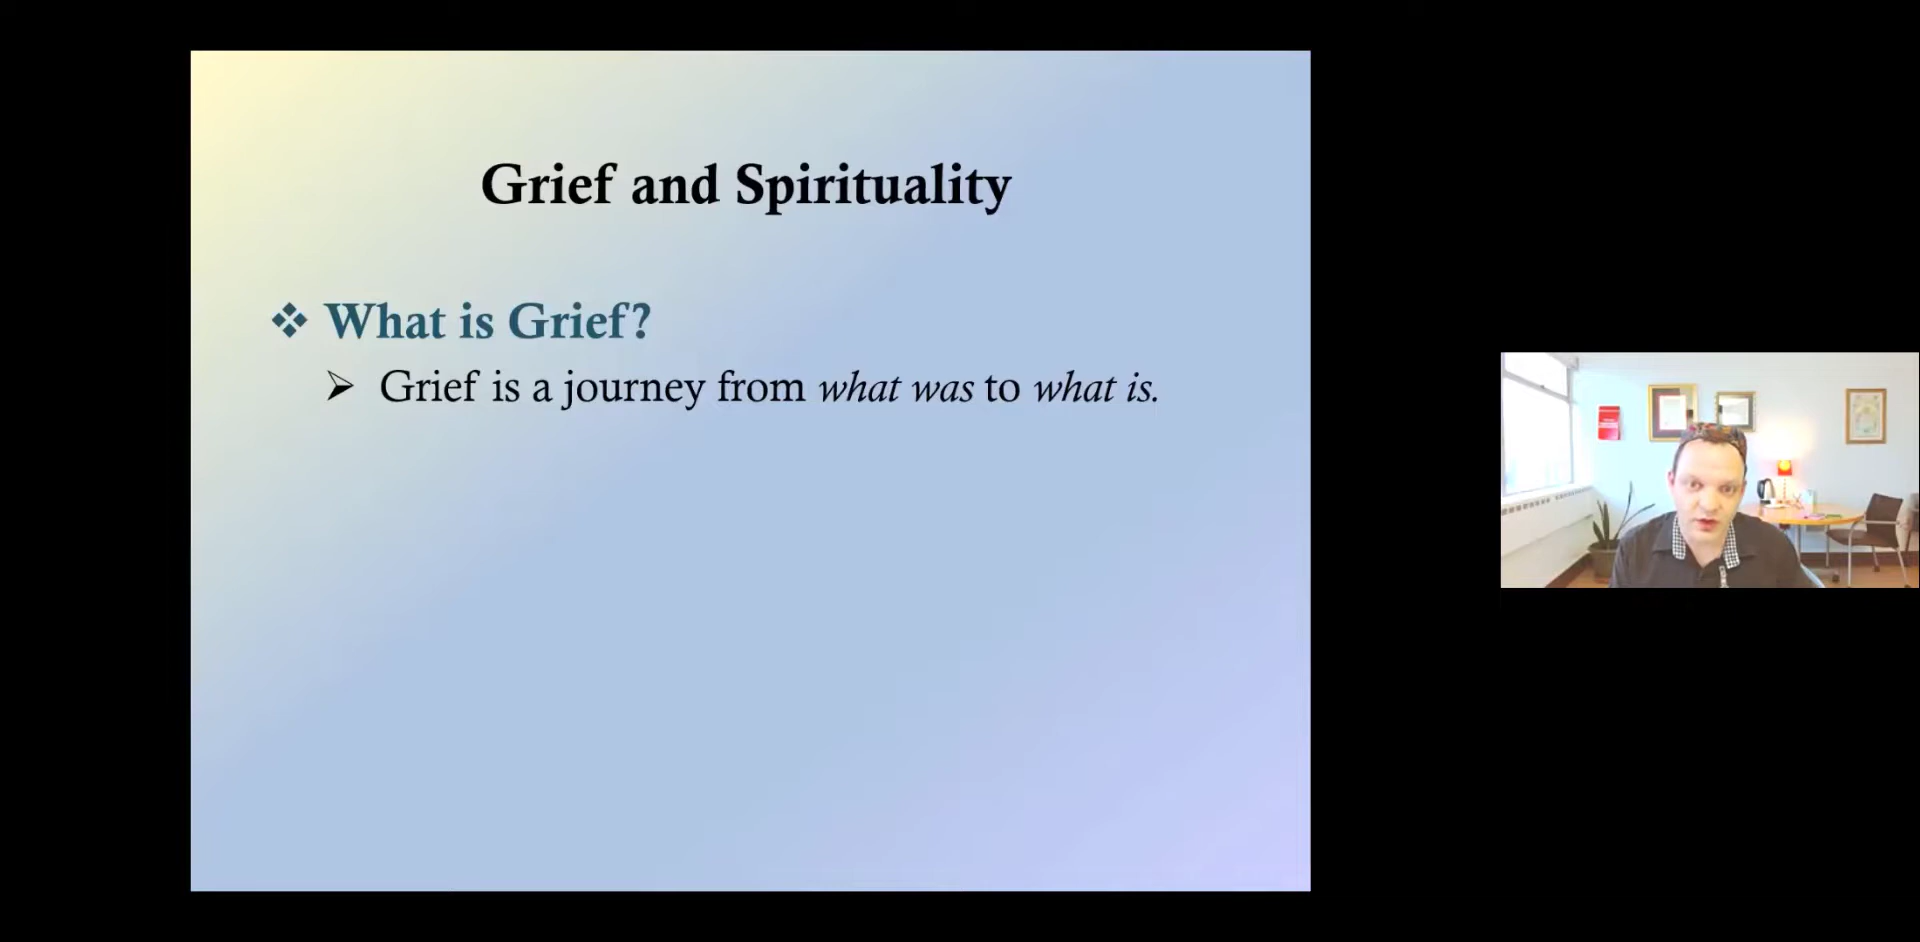 Grief and Spirituality
❖ What is Grief?
➢ Grief is a journey from what was to what is.